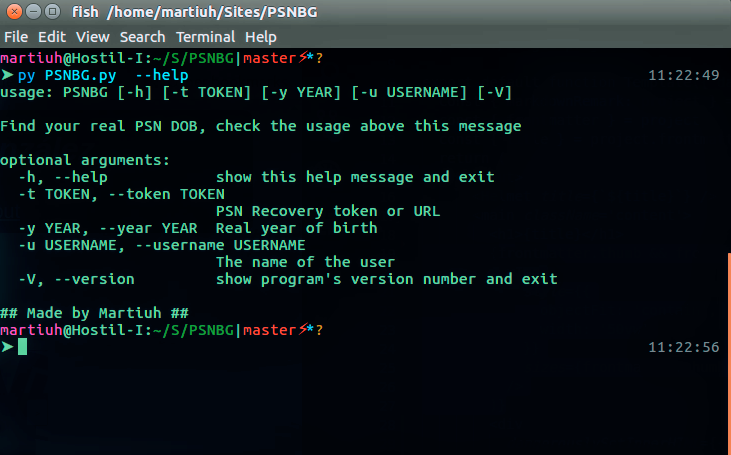 fish /home/martiuh/Sites/PSNBG
File Edit View Search Terminal Help
martiuh@Hostil-I:~/S/PSNBG|master⚡*?
➤ py PSNBG.py  --help 11:22:49
usage: PSNBG [-h] [-t TOKEN] [-y YEAR] [-u USERNAME] [-V]
Find your real PSN DOB, check the usage above this message
optional arguments:
  -h, --help            show this help message and exit
  -t TOKEN, --token TOKEN
                        PSN Recovery token or URL
  -y YEAR, --year YEAR  Real year of birth
  -u USERNAME, --username USERNAME
                        The name of the user
  -V, --version         show program's version number and exit
## Made by Martiuh ##
martiuh@Hostil-I:~/S/PSNBG|master⚡*?
➤ 11:22:56